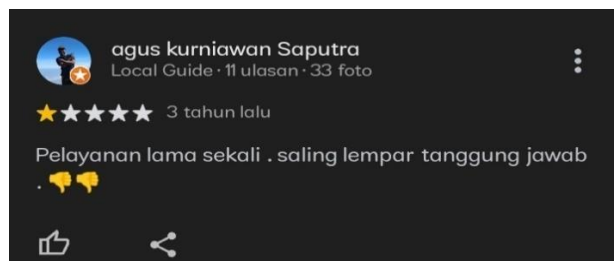 agus kurniawan Saputra
Local Guide · 11 ulasan · 33 foto
3 tahun lalu
Pelayanan lama sekali . saling lempar tanggung jawab
. 👎👎